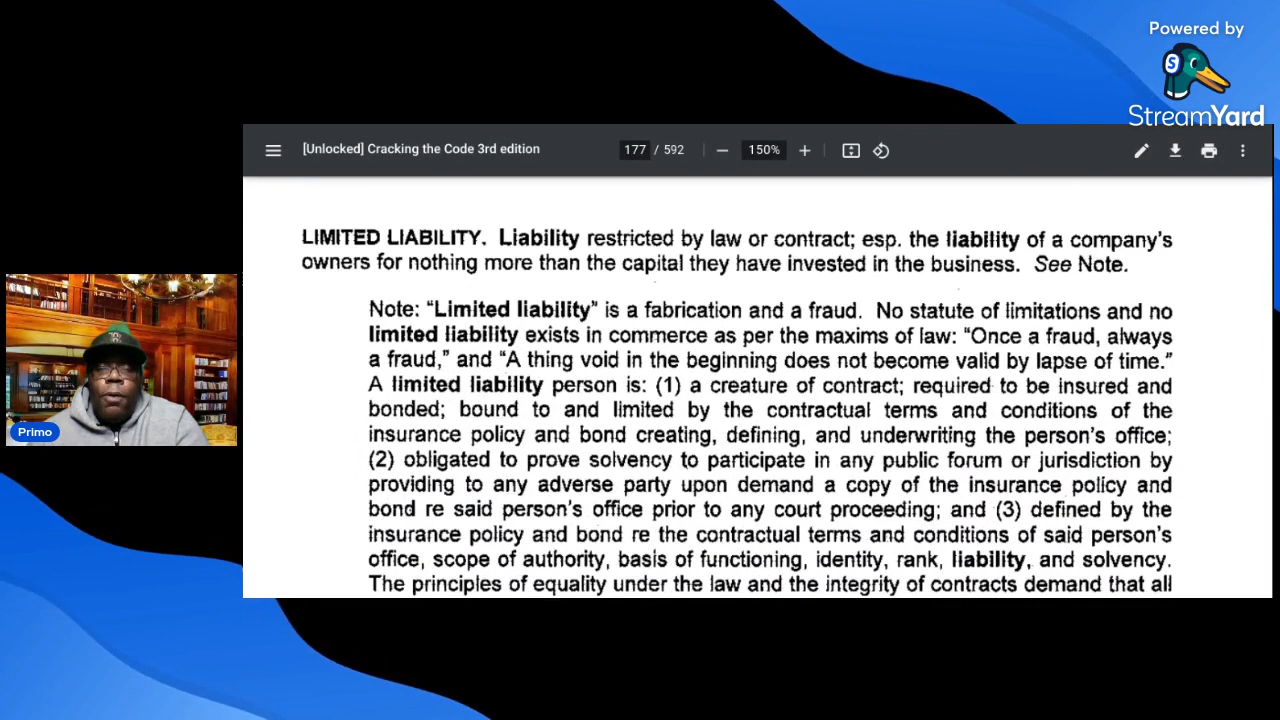 Powered by
StreamYard
[Unlocked] Cracking the Code 3rd edition
177 / 592
150%
LIMITED LIABILITY. Liability restricted by law or contract; esp. the liability of a company's
owners for nothing more than the capital they have invested in the business. See Note.
Note: "Limited liability" is a fabrication and a fraud. No statute of limitations and no
limited liability exists in commerce as per the maxims of law: "Once a fraud, always
a fraud," and "A thing void in the beginning does not become valid by lapse of time."
A limited liability person is: (1) a creature of contract; required to be insured and
bonded; bound to and limited by the contractual terms and conditions of the
insurance policy and bond creating, defining, and underwriting the person's office;
(2) obligated to prove solvency to participate in any public forum or jurisdiction by
providing to any adverse party upon demand a copy of the insurance policy and
bond re said person's office prior to any court proceeding; and (3) defined by the
insurance policy and bond re the contractual terms and conditions of said person's
office, scope of authority, basis of functioning, identity, rank, liability, and solvency.
The principles of equality under the law and the integrity of contracts demand that all
Primo